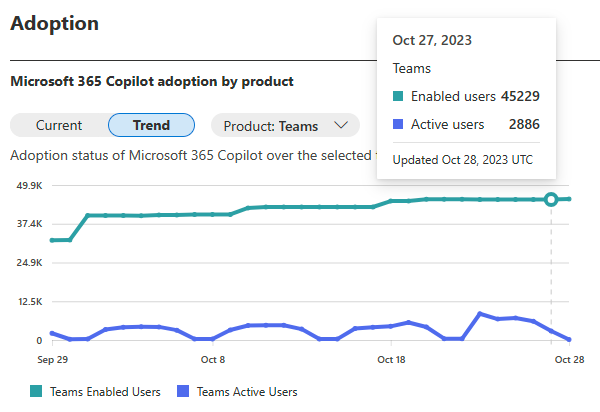 Adoption
Microsoft 365 Copilot adoption by product
Current
Trend
Product: Teams
Adoption status of Microsoft 365 Copilot over the selected
Oct 27, 2023
Teams
Enabled users 45229
Active users 2886
Updated Oct 28, 2023 UTC
49.9K
37.4K
24.9K
12.5K
0
Sep 29
Oct 8
Oct 18
Oct 28
Teams Enabled Users
Teams Active Users